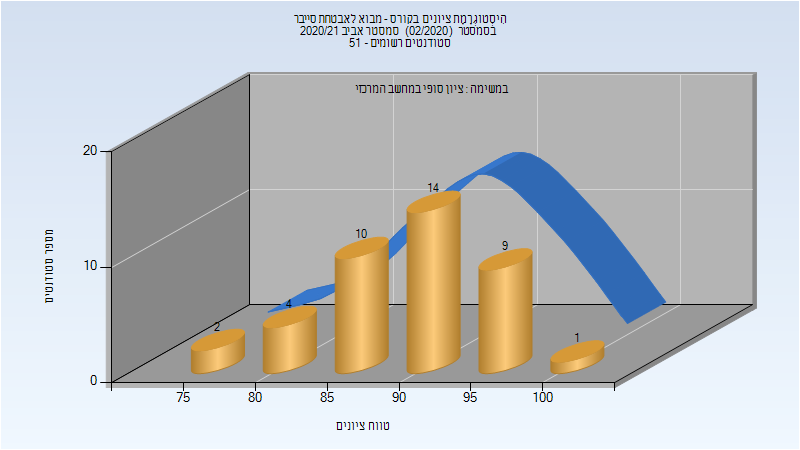 היסטוגרמת ציונים בקורס - מבוא לאבטחת סייבר
בסמסטר (02/2020) סמסטר אביב 2020/21
סטודנטים רשומים - 51
במשימה : ציון סופי במחשב המרכזי
מספר סטודנטים
20
10
0
2
4
10
14
9
1
75
80
85
90
95
100
טווח ציונים